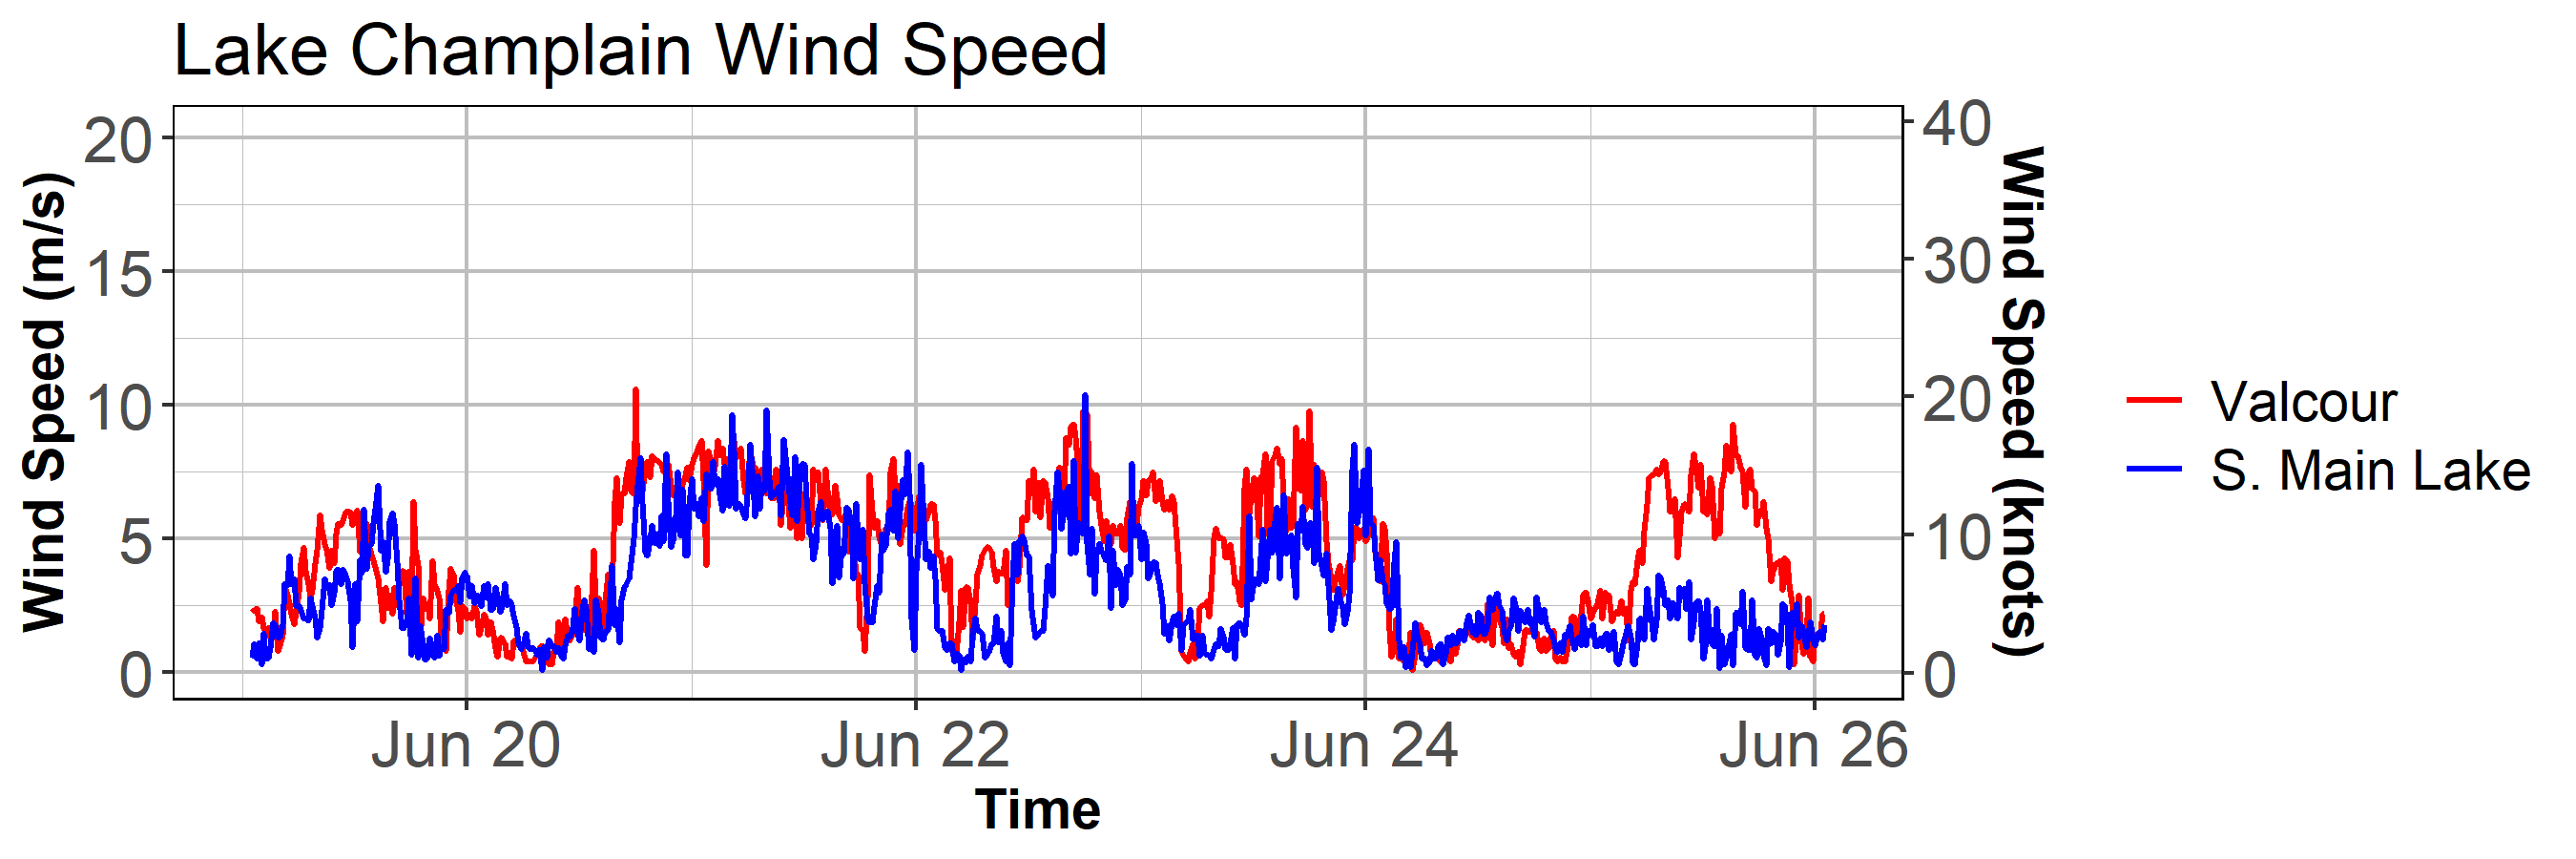 Lake Champlain Wind Speed
Wind Speed (m/s)
20
15
10
5
0
40
30
20
10
0
Wind Speed (knots)
Jun 20
Jun 22
Jun 24
Jun 26
Time
Valcour
S. Main Lake